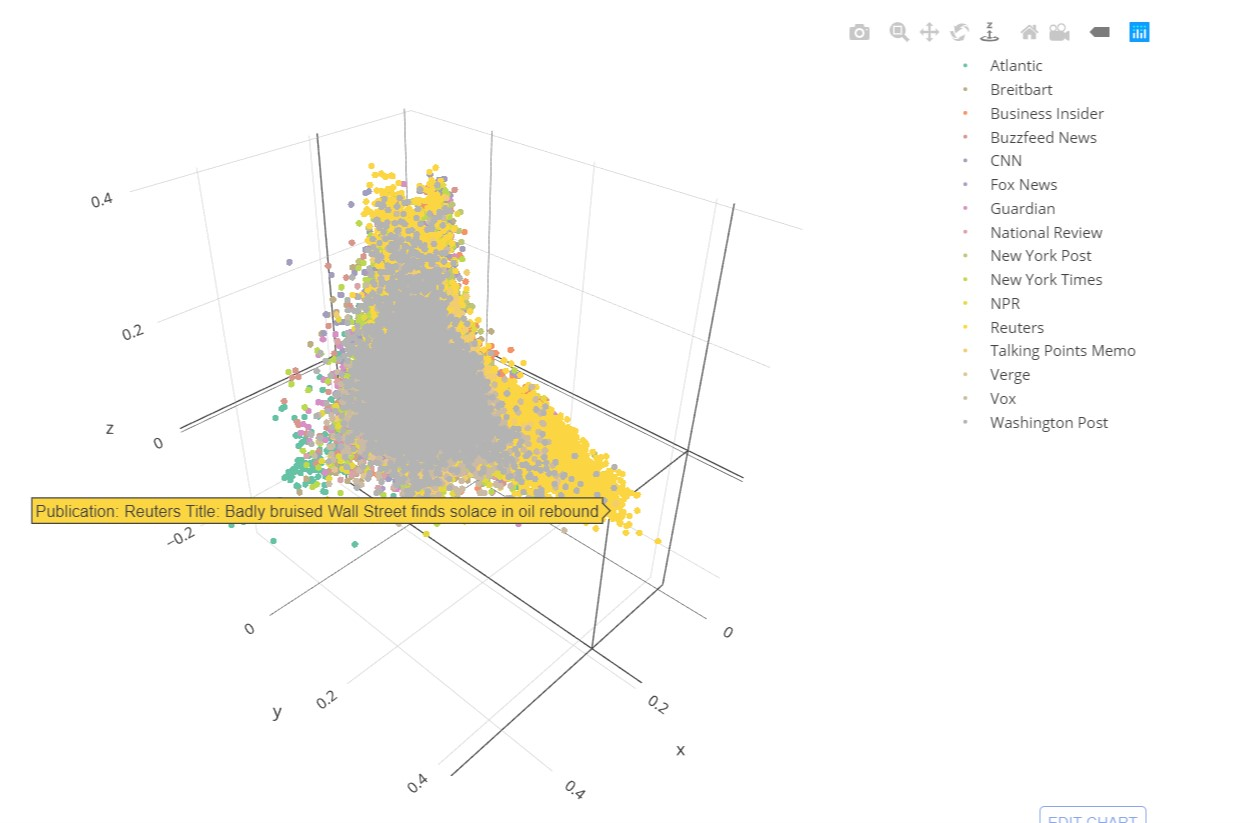 z
Atlantic
Breitbart
Business Insider
Buzzfeed News
CNN
Fox News
Guardian
National Review
New York Post
New York Times
NPR
Reuters
Talking Points Memo
Verge
Vox
Washington Post
0.4
0.2
z
0
Publication: Reuters Title: Badly bruised Wall Street finds solace in oil rebound
−0.2
0
0
0.2
0.2
y
x
0.4
0.4
EDIT CHART